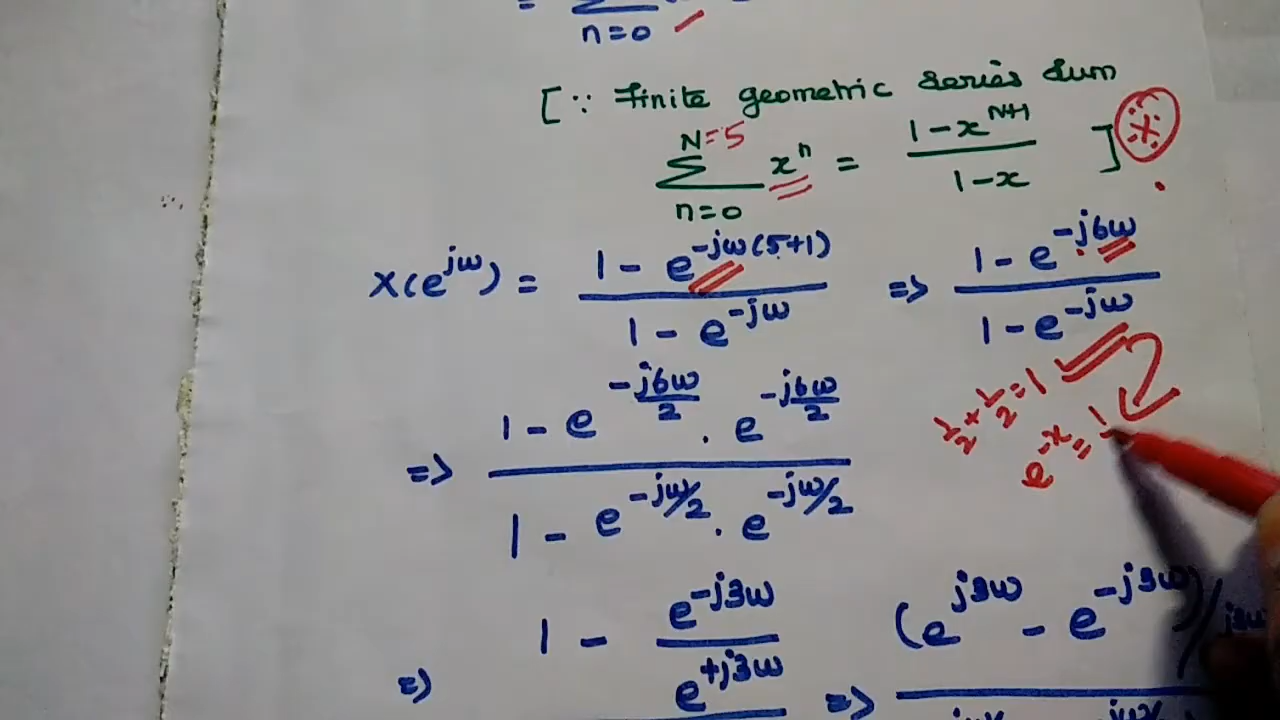 = Σ n=0
[∵ finite geometric series sum
N=5 Σ n=0 xⁿ = 1-x^(N+1) / 1-x ] (*)
X(e^jω) = 1 - e^-jω(5+1) / 1 - e^-jω => 1 - e^-j6ω / 1 - e^-jω
1/2 + 1/2 = 1
=> 1 - e^-j6ω/2 . e^-j6ω/2 / 1 - e^-jω/2 . e^-jω/2
e^-x = 1
=> 1 - e^-j3ω / e^+j3ω => (e^j3ω - e^-j3ω)/